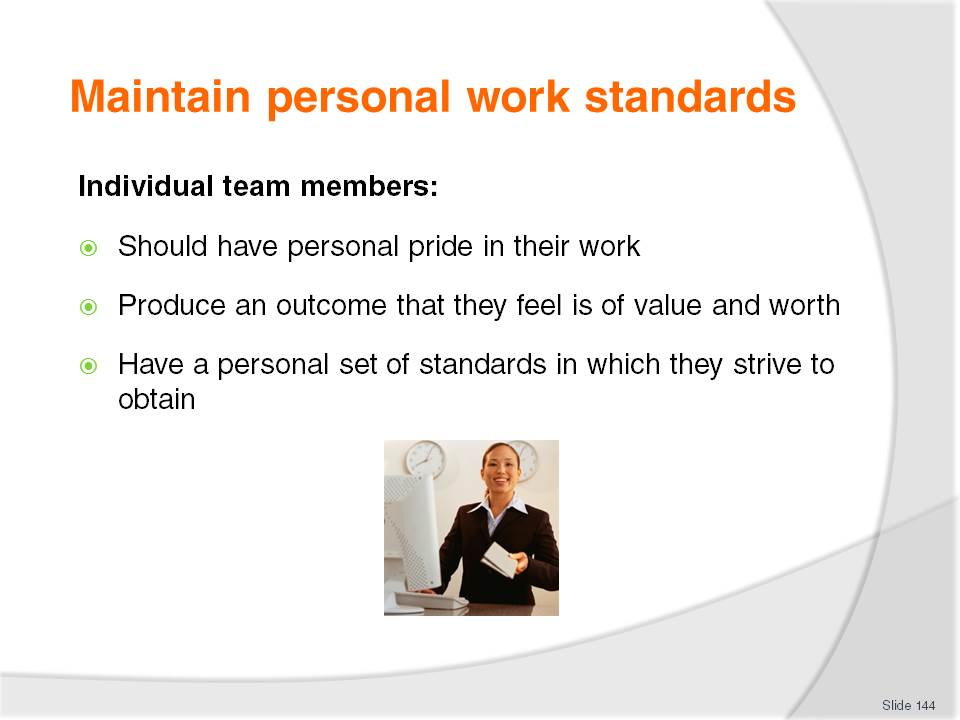 Maintain personal work standards
Individual team members:
Should have personal pride in their work
Produce an outcome that they feel is of value and worth
Have a personal set of standards in which they strive to
obtain
Slide 144